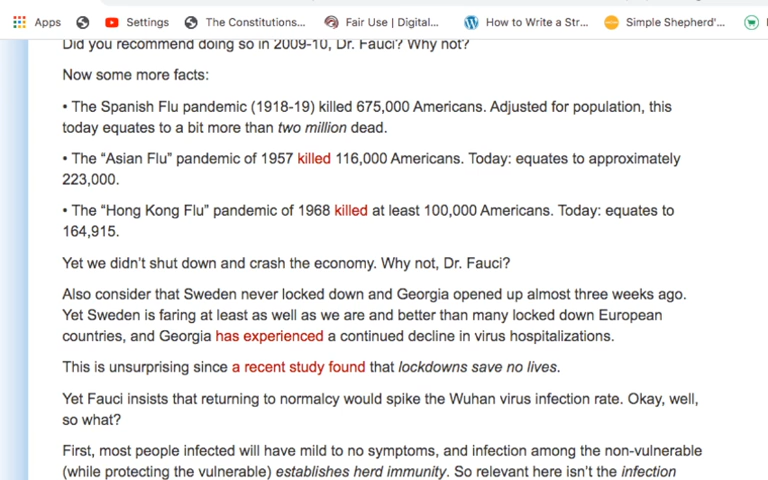 Apps Settings The Constitutions... Fair Use | Digital... How to Write a Str... Simple Shepherd'...
Did you recommend doing so in 2009-10, Dr. Fauci? Why not?
Now some more facts:
• The Spanish Flu pandemic (1918-19) killed 675,000 Americans. Adjusted for population, this
today equates to a bit more than two million dead.
• The “Asian Flu” pandemic of 1957 killed 116,000 Americans. Today: equates to approximately
223,000.
• The “Hong Kong Flu” pandemic of 1968 killed at least 100,000 Americans. Today: equates to
164,915.
Yet we didn’t shut down and crash the economy. Why not, Dr. Fauci?
Also consider that Sweden never locked down and Georgia opened up almost three weeks ago.
Yet Sweden is faring at least as well as we are and better than many locked down European
countries, and Georgia has experienced a continued decline in virus hospitalizations.
This is unsurprising since a recent study found that lockdowns save no lives.
Yet Fauci insists that returning to normalcy would spike the Wuhan virus infection rate. Okay, well,
so what?
First, most people infected will have mild to no symptoms, and infection among the non-vulnerable
(while protecting the vulnerable) establishes herd immunity. So relevant here isn’t the infection